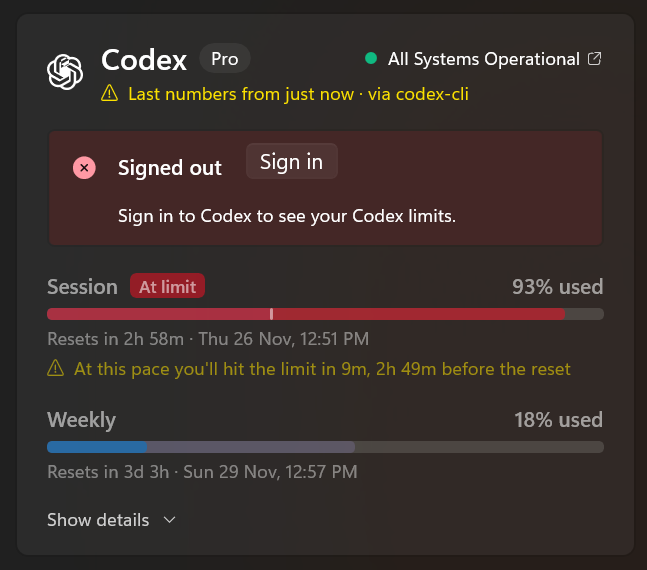 Codex Pro All Systems Operational
Last numbers from just now · via codex-cli
Signed out Sign in
Sign in to Codex to see your Codex limits.
Session At limit 93% used
Resets in 2h 58m · Thu 26 Nov, 12:51 PM
At this pace you'll hit the limit in 9m, 2h 49m before the reset
Weekly 18% used
Resets in 3d 3h · Sun 29 Nov, 12:57 PM
Show details